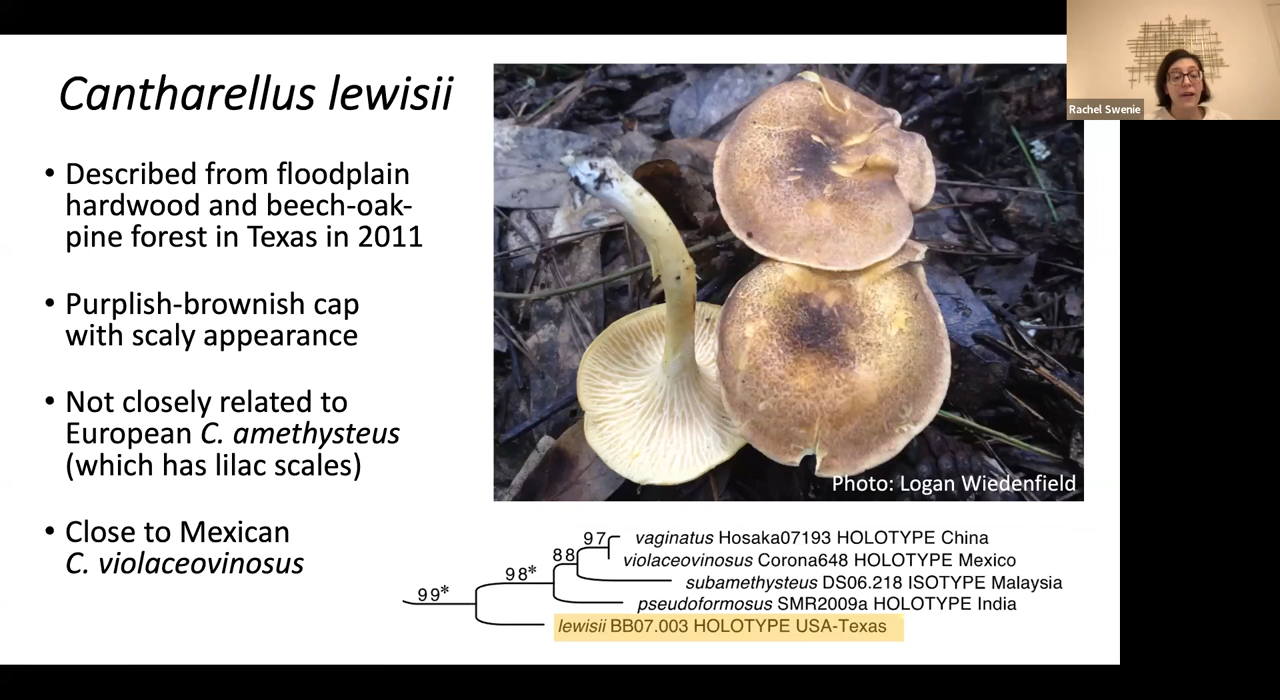 Cantharellus lewisii
• Described from floodplain
hardwood and beech-oak-
pine forest in Texas in 2011
• Purplish-brownish cap
with scaly appearance
• Not closely related to
European C. amethysteus
(which has lilac scales)
• Close to Mexican
C. violaceovinosus
Photo: Logan Wiedenfield
Rachel Swenie
97
vaginatus Hosaka07193 HOLOTYPE China
88
violaceovinosus Corona648 HOLOTYPE Mexico
98*
subamethysteus DS06.218 ISOTYPE Malaysia
99*
pseudoformosus SMR2009a HOLOTYPE India
lewisii BB07.003 HOLOTYPE USA-Texas